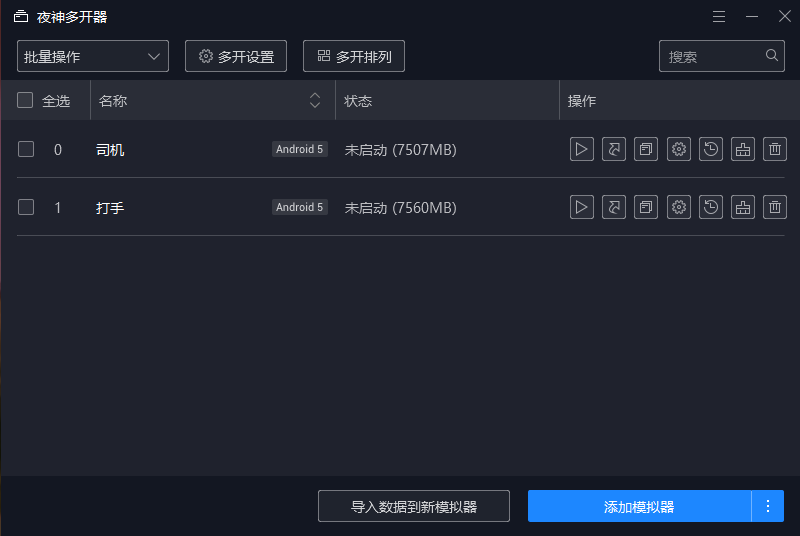 夜神多开器
批量操作 多开设置 多开排列 搜索
全选 名称 状态 操作
0 司机 Android 5 未启动 (7507MB)
1 打手 Android 5 未启动 (7560MB)
导入数据到新模拟器 添加模拟器